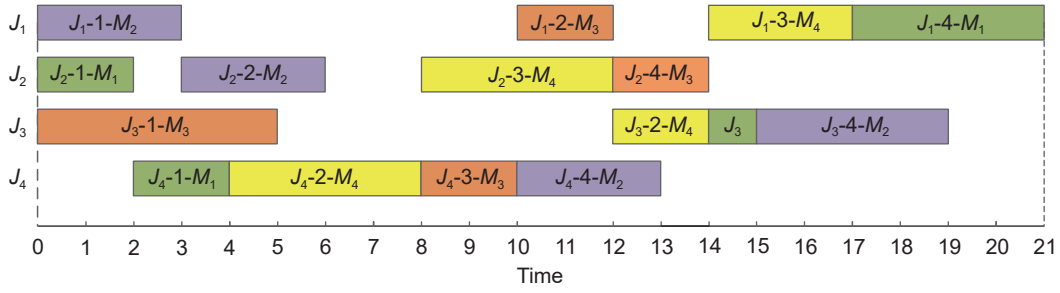 J1 J1-1-M2 J1-2-M3 J1-3-M4 J1-4-M1
J2 J2-1-M1 J2-2-M2 J2-3-M4 J2-4-M3
J3 J3-1-M3 J3-2-M4 J3 J3-4-M2
J4 J4-1-M1 J4-2-M4 J4-3-M3 J4-4-M2
0 1 2 3 4 5 6 7 8 9 10 11 12 13 14 15 16 17 18 19 20 21
Time